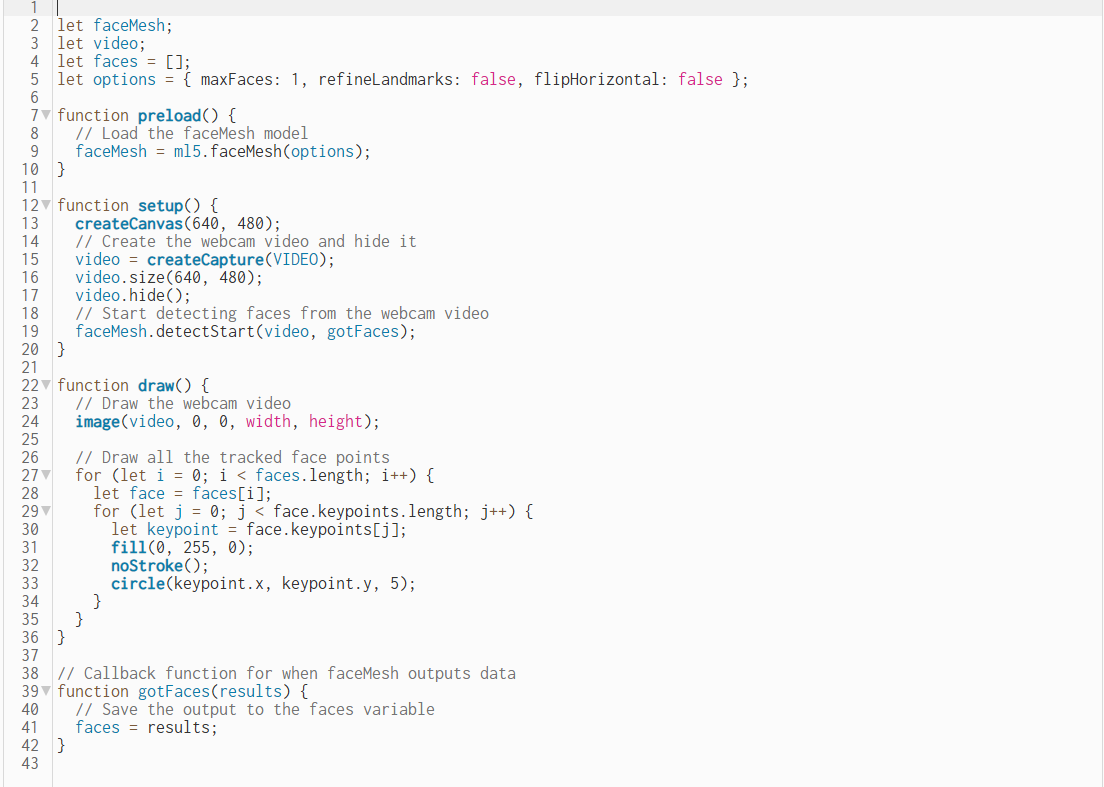 1
2 let faceMesh;
3 let video;
4 let faces = [];
5 let options = { maxFaces: 1, refineLandmarks: false, flipHorizontal: false };
6
7 function preload() {
8   // Load the faceMesh model
9   faceMesh = ml5.faceMesh(options);
10 }
11
12 function setup() {
13   createCanvas(640, 480);
14   // Create the webcam video and hide it
15   video = createCapture(VIDEO);
16   video.size(640, 480);
17   video.hide();
18   // Start detecting faces from the webcam video
19   faceMesh.detectStart(video, gotFaces);
20 }
21
22 function draw() {
23   // Draw the webcam video
24   image(video, 0, 0, width, height);
25
26   // Draw all the tracked face points
27   for (let i = 0; i < faces.length; i++) {
28     let face = faces[i];
29     for (let j = 0; j < face.keypoints.length; j++) {
30       let keypoint = face.keypoints[j];
31       fill(0, 255, 0);
32       noStroke();
33       circle(keypoint.x, keypoint.y, 5);
34     }
35   }
36 }
37
38 // Callback function for when faceMesh outputs data
39 function gotFaces(results) {
40   // Save the output to the faces variable
41   faces = results;
42 }
43